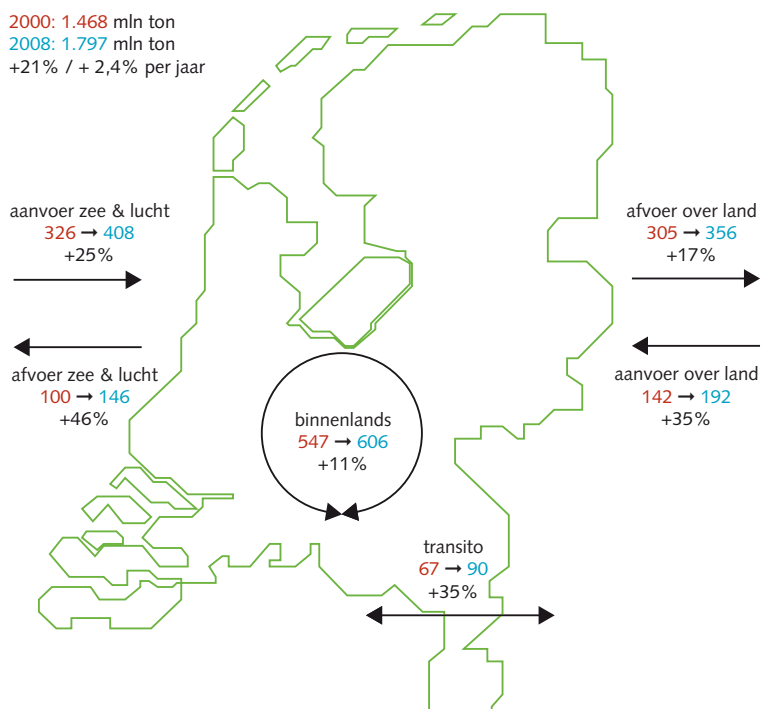 2000: 1.468 mln ton
2008: 1.797 mln ton
+21% / + 2,4% per jaar
aanvoer zee & lucht
326 → 408
+25%
afvoer over land
305 → 356
+17%
afvoer zee & lucht
100 → 146
+46%
aanvoer over land
142 → 192
+35%
binnenlands
547 → 606
+11%
transito
67 → 90
+35%